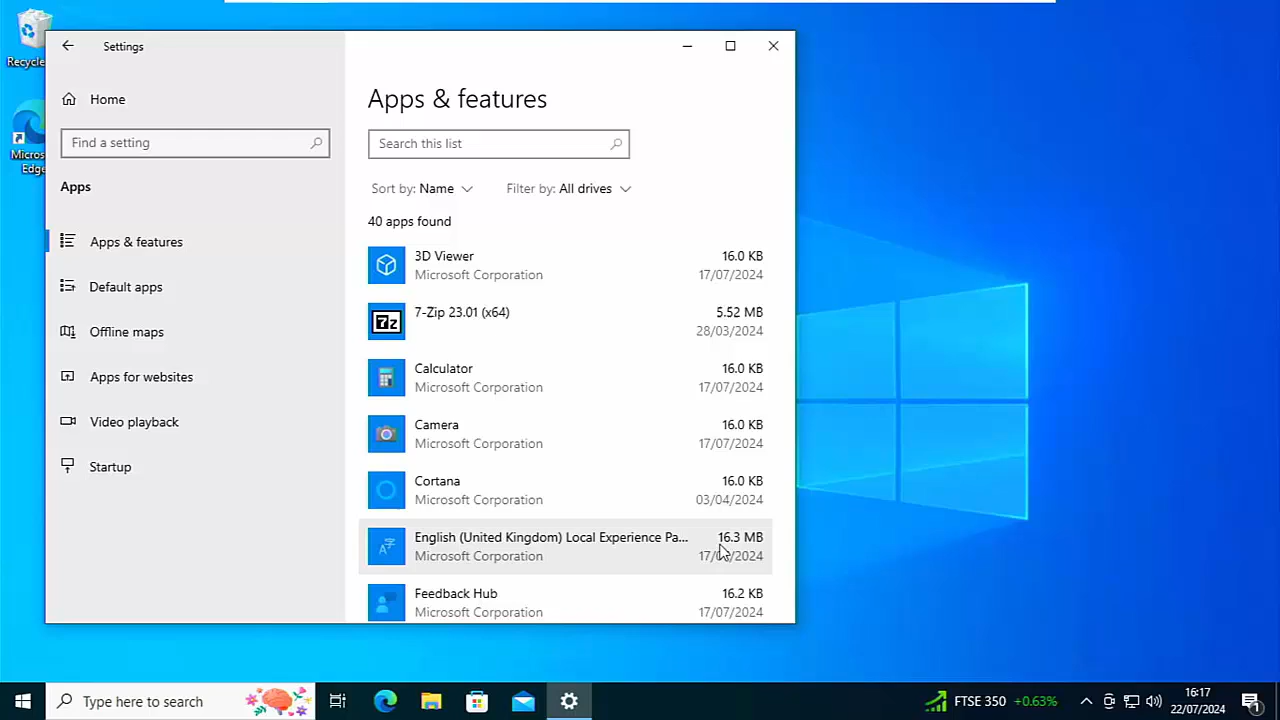 Recycle
Micros
Edge
Settings
Home
Find a setting
Apps
Apps & features
Default apps
Offline maps
Apps for websites
Video playback
Startup
Apps & features
Search this list
Sort by: Name Filter by: All drives
40 apps found
3D Viewer 16.0 KB
Microsoft Corporation 17/07/2024
7-Zip 23.01 (x64) 5.52 MB
28/03/2024
7z
Calculator 16.0 KB
Microsoft Corporation 17/07/2024
Camera 16.0 KB
Microsoft Corporation 17/07/2024
Cortana 16.0 KB
Microsoft Corporation 03/04/2024
English (United Kingdom) Local Experience Pa... 16.3 MB
Microsoft Corporation 17/07/2024
Feedback Hub 16.2 KB
Microsoft Corporation 17/07/2024
Type here to search
FTSE 350 +0.63%
16:17
22/07/2024
1